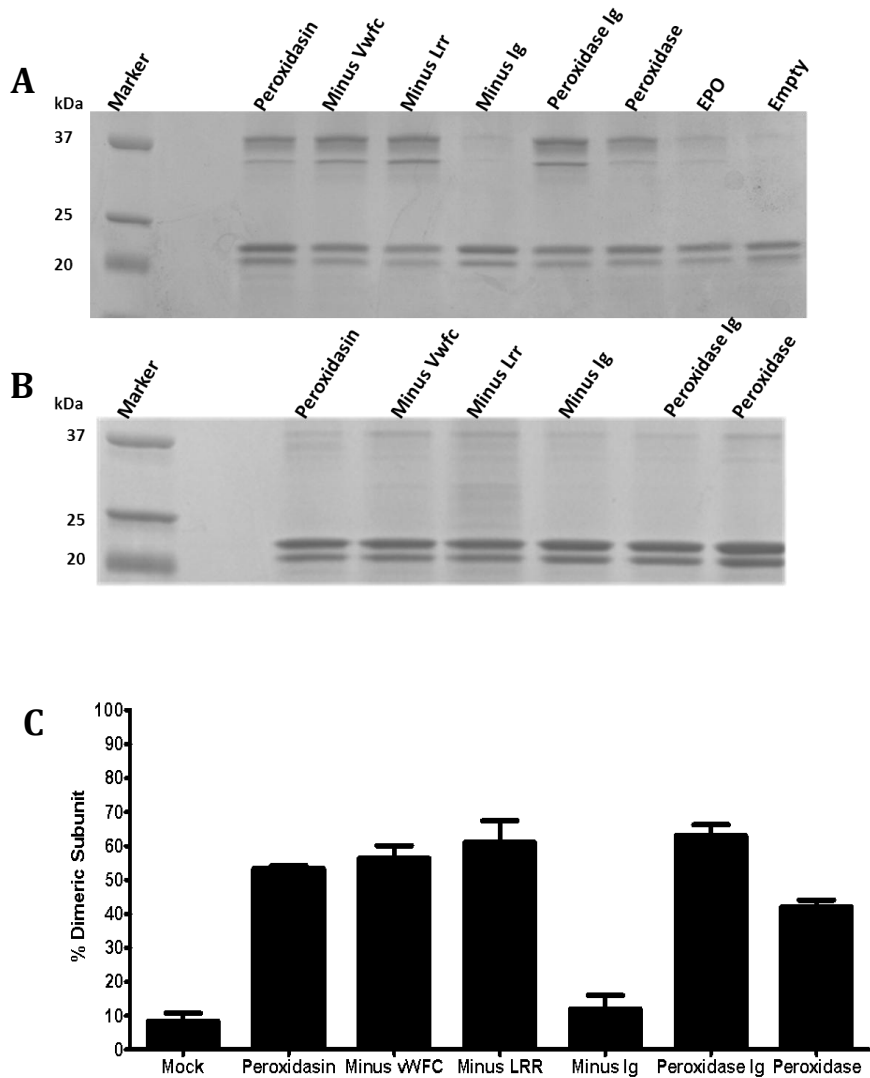 A
kDa
Marker
Peroxidasin
Minus Vwfc
Minus Lrr
Minus Ig
Peroxidase Ig
Peroxidase
EPO
Empty
37
25
20
B
kDa
Marker
Peroxidasin
Minus Vwfc
Minus Lrr
Minus Ig
Peroxidase Ig
Peroxidase
37
25
20
C
% Dimeric Subunit
100
90
80
70
60
50
40
30
20
10
0
Mock
Peroxidasin
Minus vWFC
Minus LRR
Minus Ig
Peroxidase Ig
Peroxidase